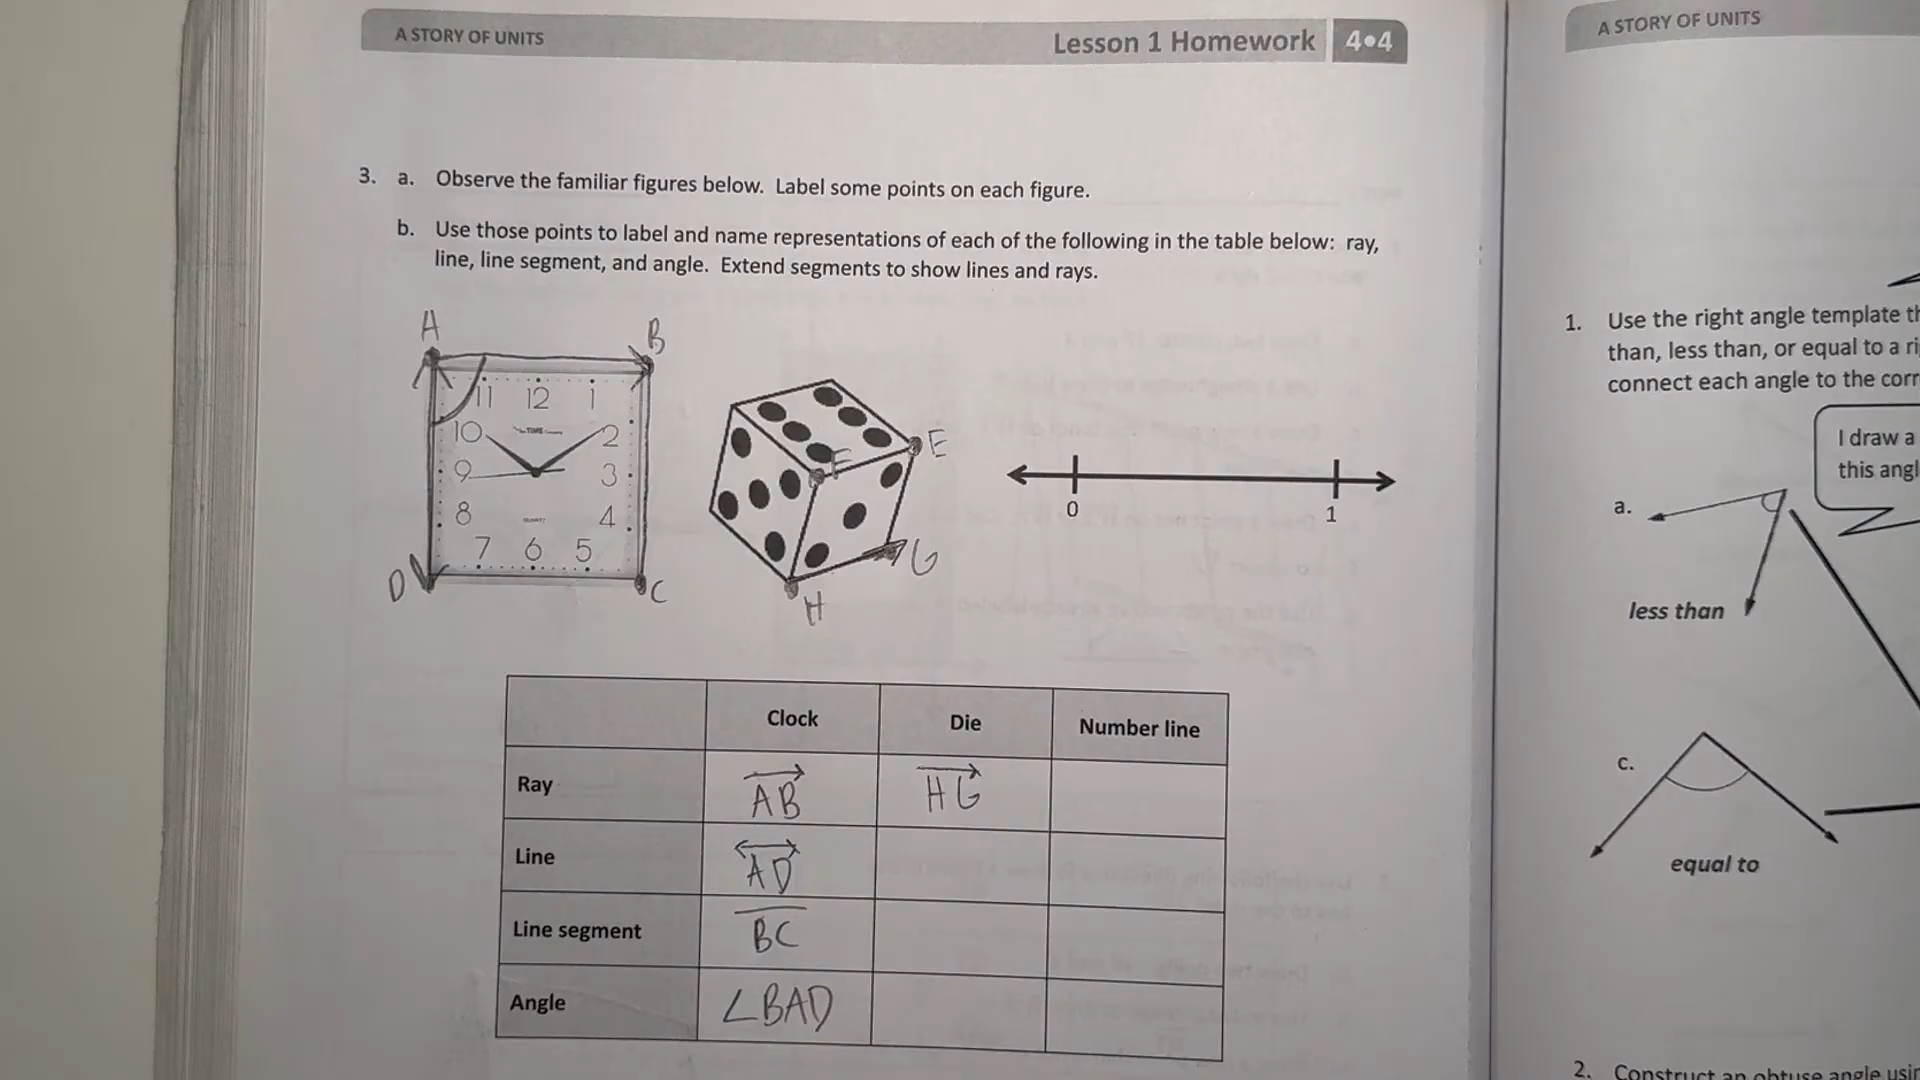 A STORY OF UNITS
Lesson 1 Homework 4•4
3. a. Observe the familiar figures below. Label some points on each figure.
b. Use those points to label and name representations of each of the following in the table below: ray,
line, line segment, and angle. Extend segments to show lines and rays.
A
B
11 12 1
10 TIME 2
9 3
8 4
7 6 5
D
C
F
E
G
H
0 1
Clock Die Number line
Ray AB HG
Line AD
Line segment BC
Angle ∠BAD
A STORY OF UNITS
1. Use the right angle template
than, less than, or equal to a
connect each angle to the
I draw a
this
a.
less than
c.
equal to
2. Construct an obtuse angle